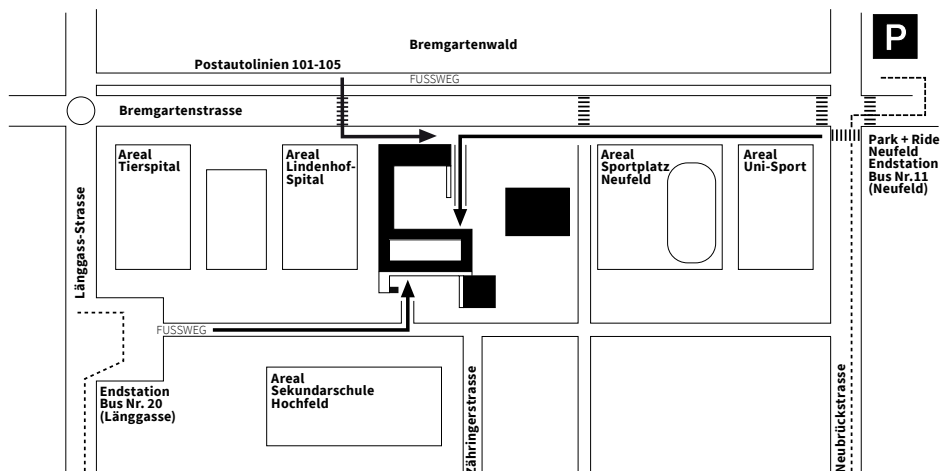 P
Bremgartenwald
Postautolinien 101-105
FUSSWEG
Bremgartenstrasse
Park + Ride
Neufeld
Endstation
Bus Nr.11
(Neufeld)
Areal
Tierspital
Areal
Lindenhof-
Spital
Areal
Sportplatz
Neufeld
Areal
Uni-Sport
Länggass-Strasse
FUSSWEG
Endstation
Bus Nr. 20
(Länggasse)
Areal
Sekundarschule
Hochfeld
Zähringerstrasse
Neubrückstrasse